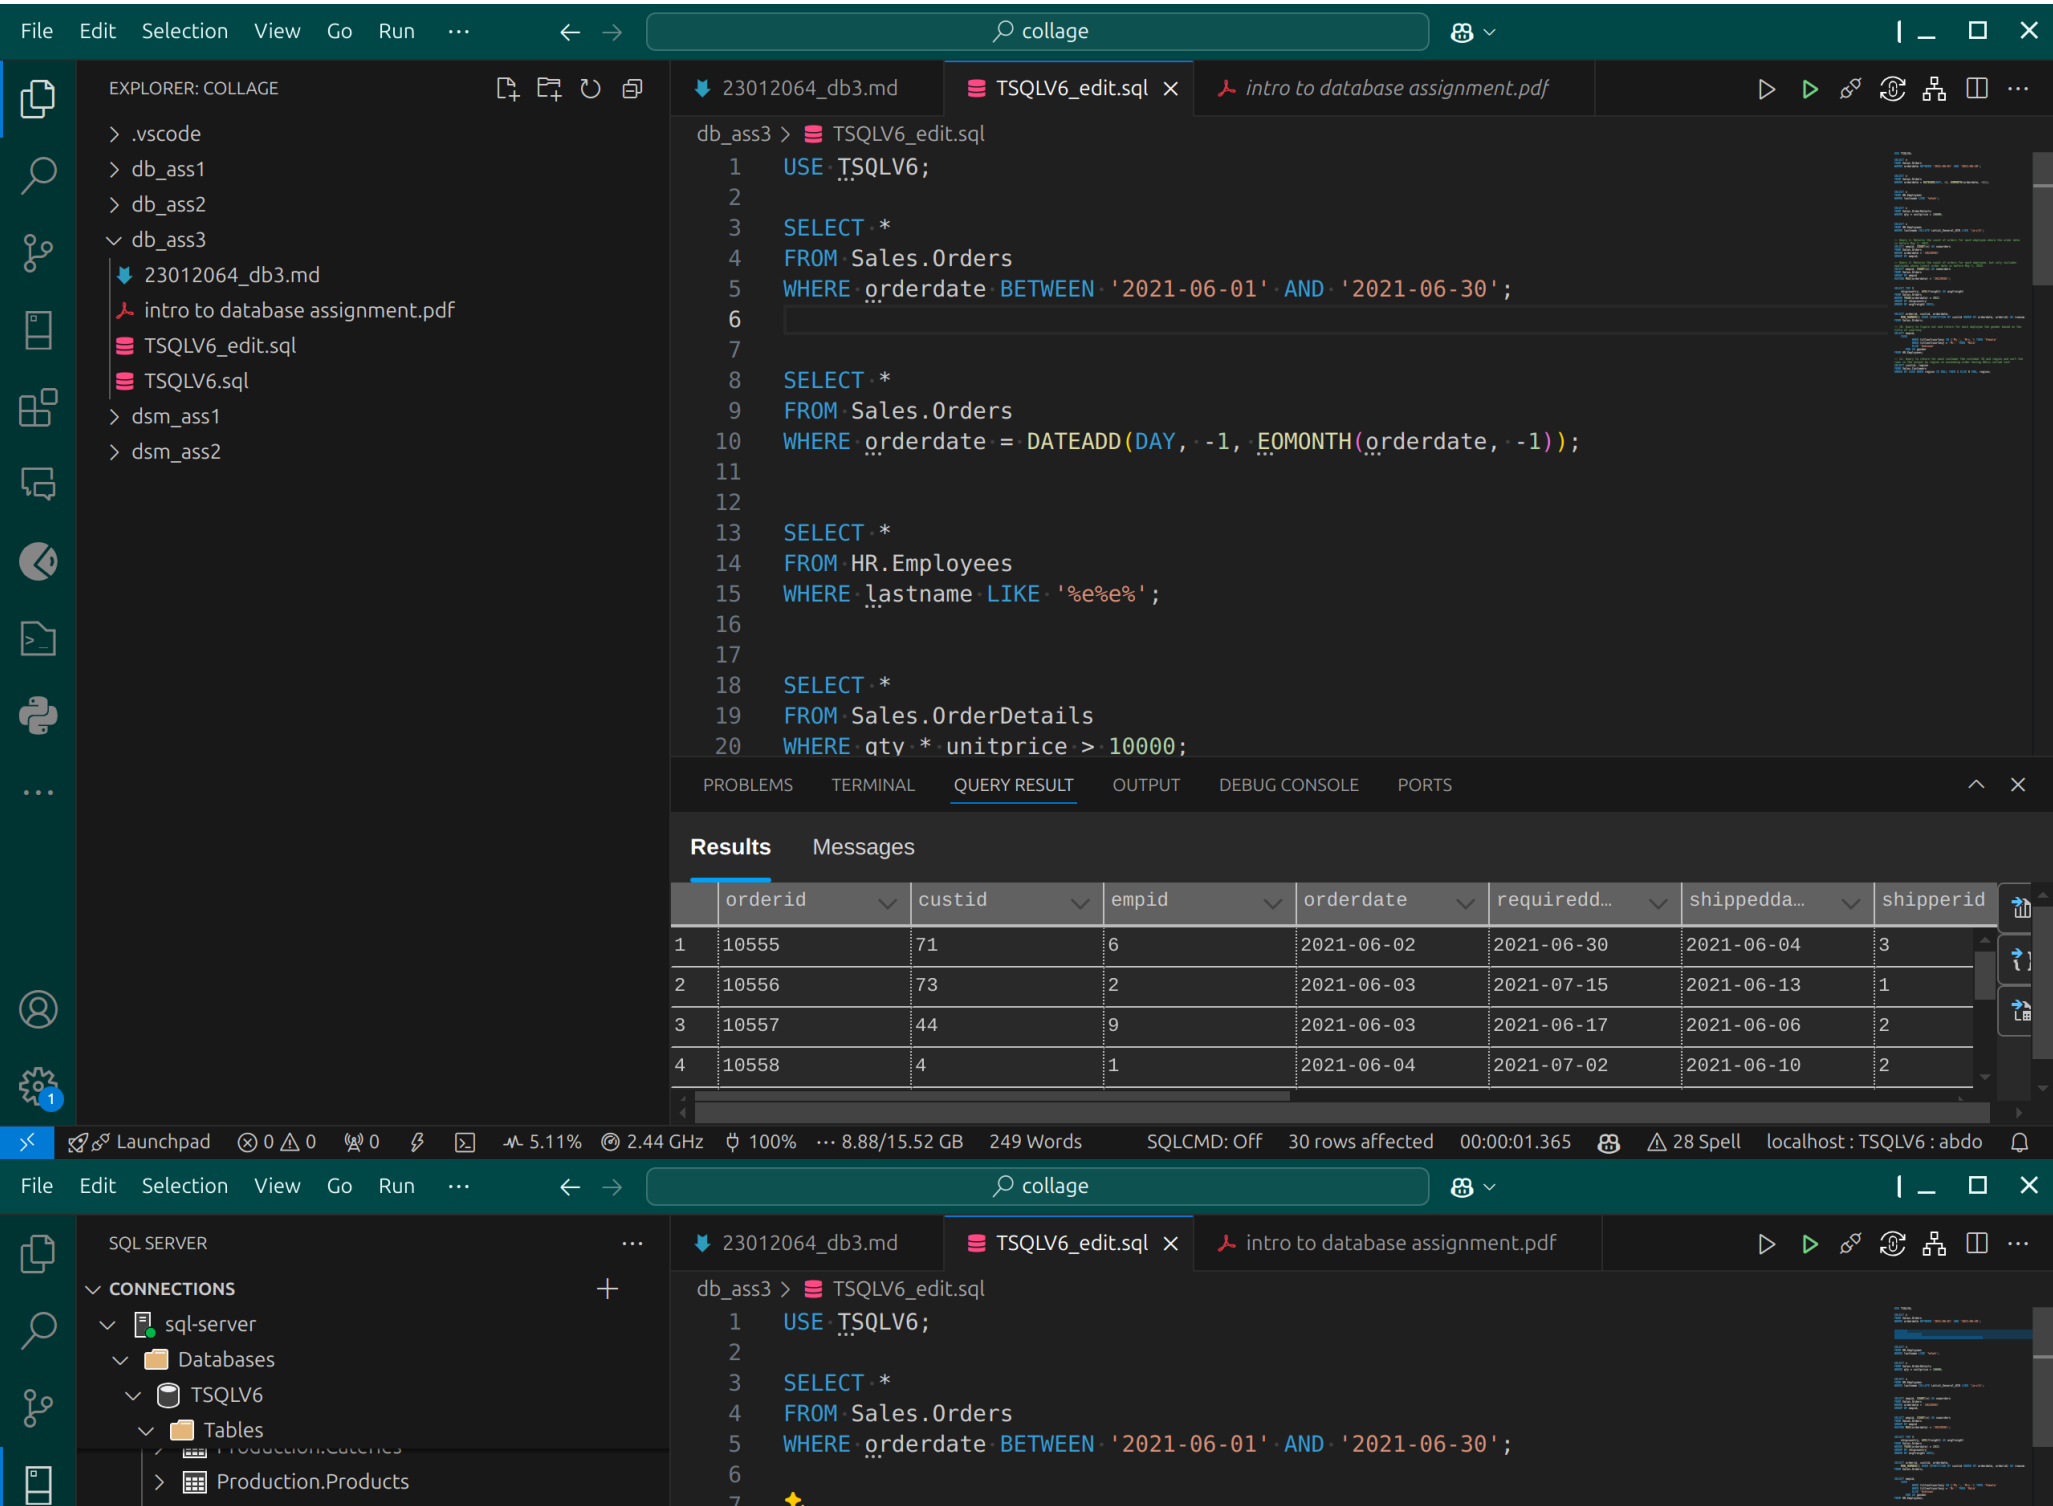 File Edit Selection View Go Run ··· collage
EXPLORER: COLLAGE
.vscode
db_ass1
db_ass2
db_ass3
23012064_db3.md
intro to database assignment.pdf
TSQLV6_edit.sql
TSQLV6.sql
dsm_ass1
dsm_ass2
23012064_db3.md TSQLV6_edit.sql intro to database assignment.pdf
db_ass3 > TSQLV6_edit.sql
1 USE TSQLV6;
2
3 SELECT *
4 FROM Sales.Orders
5 WHERE orderdate BETWEEN '2021-06-01' AND '2021-06-30';
6
7
8 SELECT *
9 FROM Sales.Orders
10 WHERE orderdate = DATEADD(DAY, -1, EOMONTH(orderdate, -1));
11
12
13 SELECT *
14 FROM HR.Employees
15 WHERE lastname LIKE '%e%e%';
16
17
18 SELECT *
19 FROM Sales.OrderDetails
20 WHERE qty * unitprice > 10000;
PROBLEMS TERMINAL QUERY RESULT OUTPUT DEBUG CONSOLE PORTS
Results Messages
orderid custid empid orderdate requiredd… shippedda… shipperid
1 10555 71 6 2021-06-02 2021-06-30 2021-06-04 3
2 10556 73 2 2021-06-03 2021-07-15 2021-06-13 1
3 10557 44 9 2021-06-03 2021-06-17 2021-06-06 2
4 10558 4 1 2021-06-04 2021-07-02 2021-06-10 2
1
Launchpad 0 0 0 5.11% 2.44 GHz 100% ··· 8.88/15.52 GB 249 Words SQLCMD: Off 30 rows affected 00:00:01.365 28 Spell localhost : TSQLV6 : abdo
File Edit Selection View Go Run ··· collage
SQL SERVER
CONNECTIONS
sql-server
Databases
TSQLV6
Tables
Production.Products
23012064_db3.md TSQLV6_edit.sql intro to database assignment.pdf
db_ass3 > TSQLV6_edit.sql
1 USE TSQLV6;
2
3 SELECT *
4 FROM Sales.Orders
5 WHERE orderdate BETWEEN '2021-06-01' AND '2021-06-30';
6
7